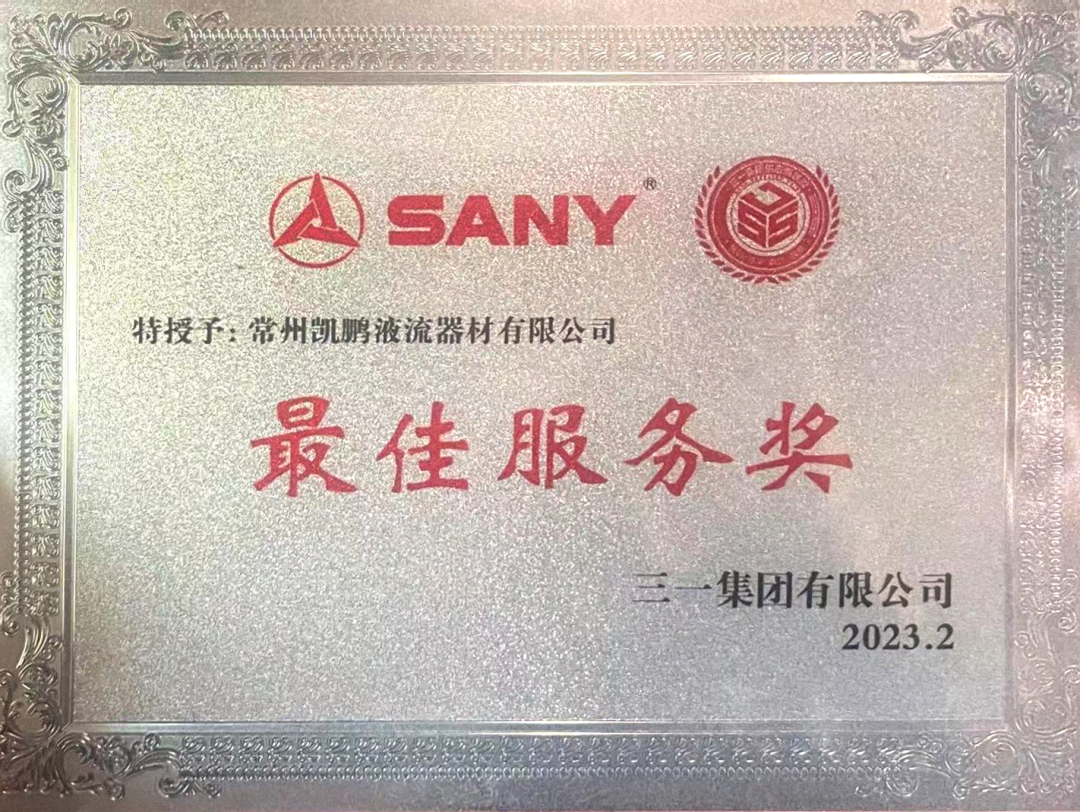 SANY®
特授予：常州凯鹏液流器材有限公司
最佳服务奖
三一集团有限公司
2023.2